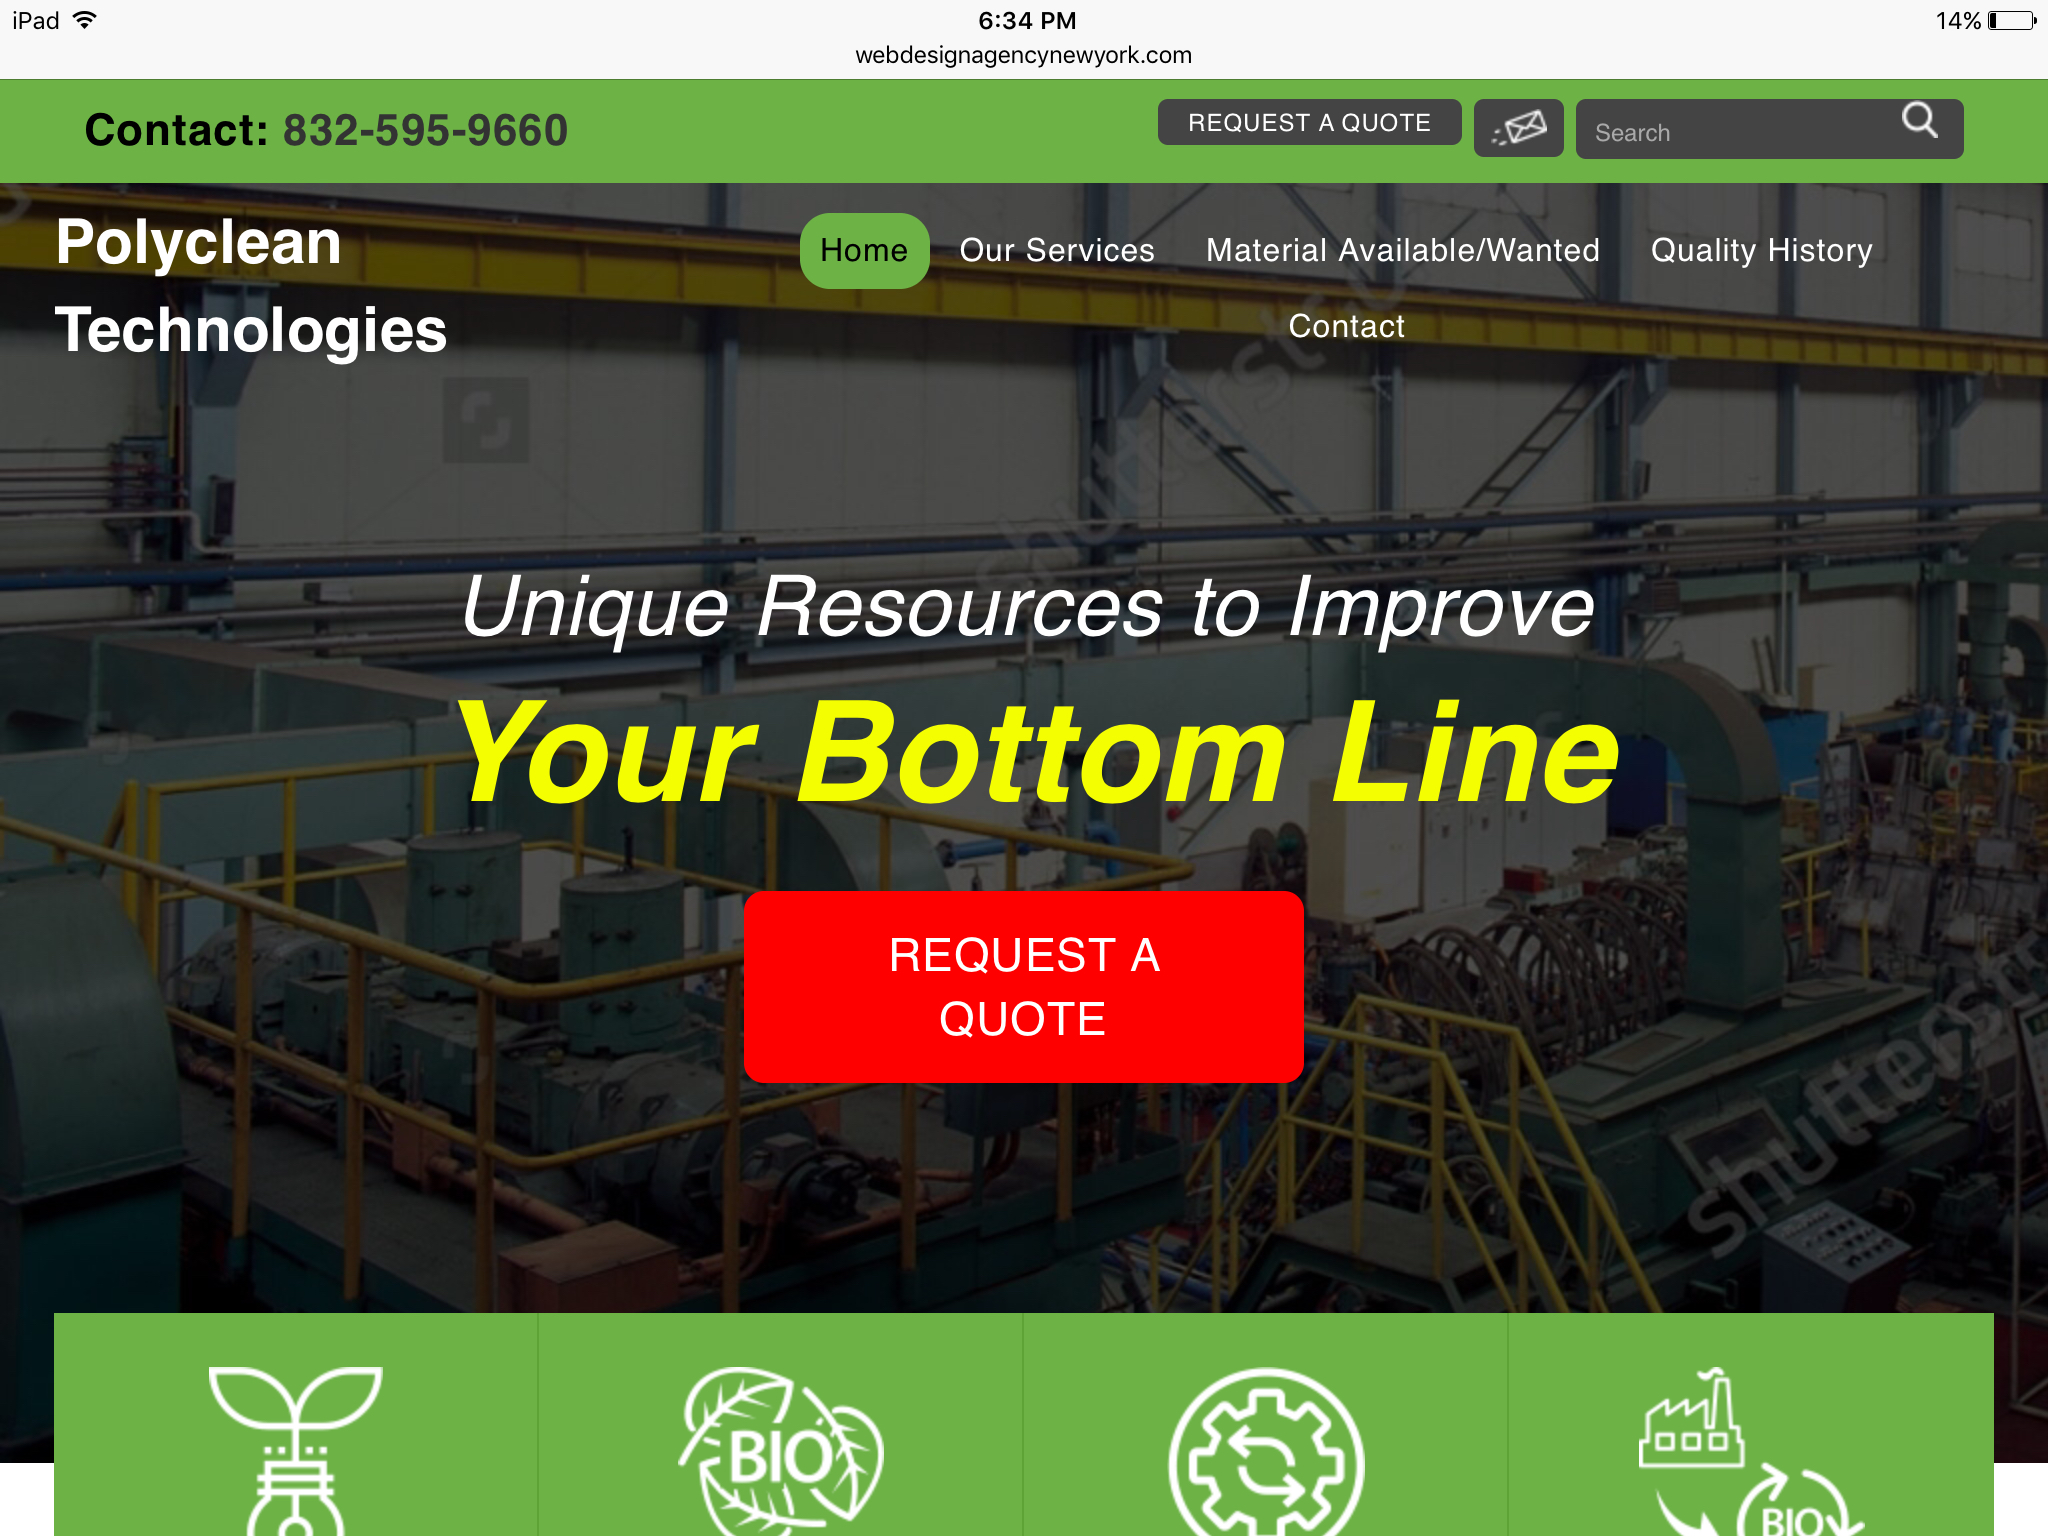 iPad
6:34 PM
14%
webdesignagencynewyork.com
Contact: 832-595-9660
REQUEST A QUOTE
Search
Polyclean
Technologies
Home
Our Services
Material Available/Wanted
Quality History
Contact
shutterstock
Unique Resources to Improve
Your Bottom Line
REQUEST A
QUOTE
shutterst
BIO
BIO